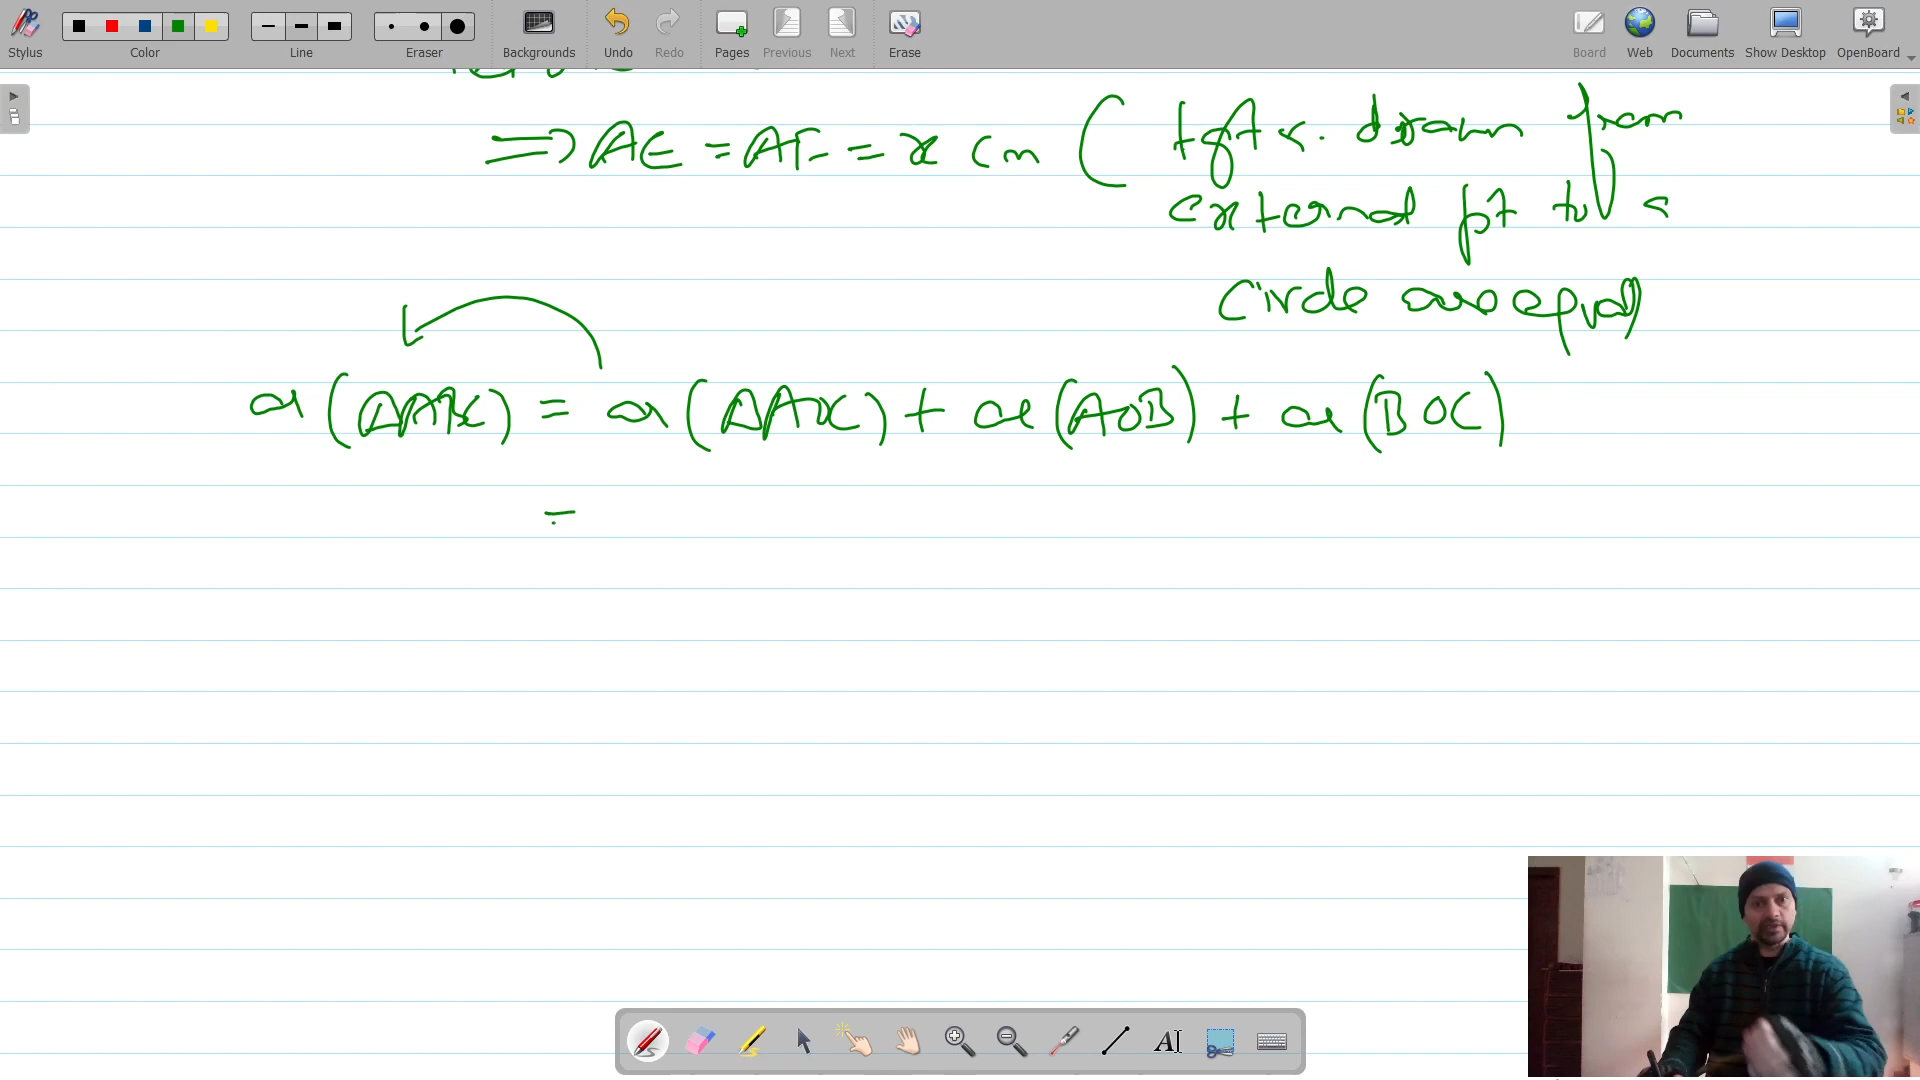 Stylus Color Line Eraser Backgrounds Undo Redo Pages Previous Next Erase Board Web Documents Show Desktop OpenBoard
⟹ AE = AF = x cm ( tgts. drawn from
external pt to a
circle are equal)
ar (ΔABC) = ar (ΔAOC) + ar (AOB) + ar (BOC)
=